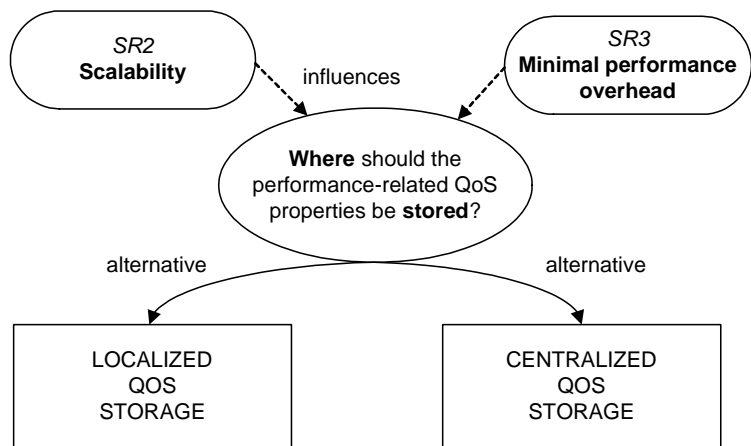 SR2
Scalability
SR3
Minimal performance
overhead
influences
Where should the
performance-related QoS
properties be stored?
alternative
alternative
LOCALIZED
QOS
STORAGE
CENTRALIZED
QOS
STORAGE